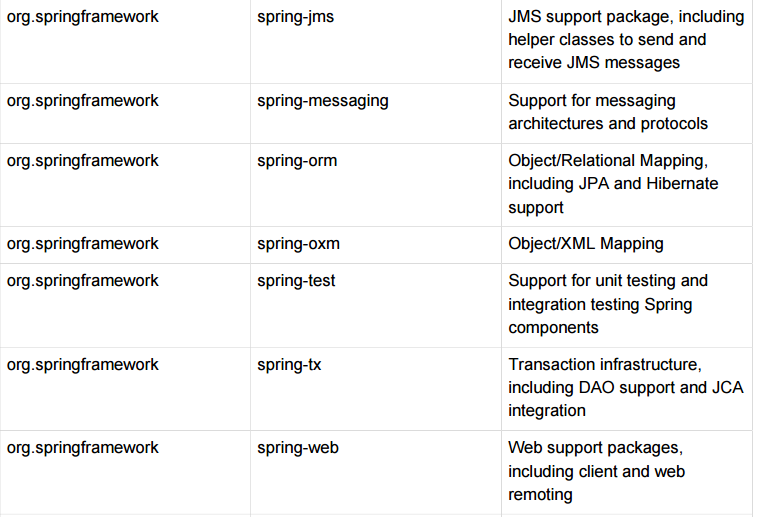 org.springframework spring-jms JMS support package, including
helper classes to send and
receive JMS messages
org.springframework spring-messaging Support for messaging
architectures and protocols
org.springframework spring-orm Object/Relational Mapping,
including JPA and Hibernate
support
org.springframework spring-oxm Object/XML Mapping
org.springframework spring-test Support for unit testing and
integration testing Spring
components
org.springframework spring-tx Transaction infrastructure,
including DAO support and JCA
integration
org.springframework spring-web Web support packages,
including client and web
remoting